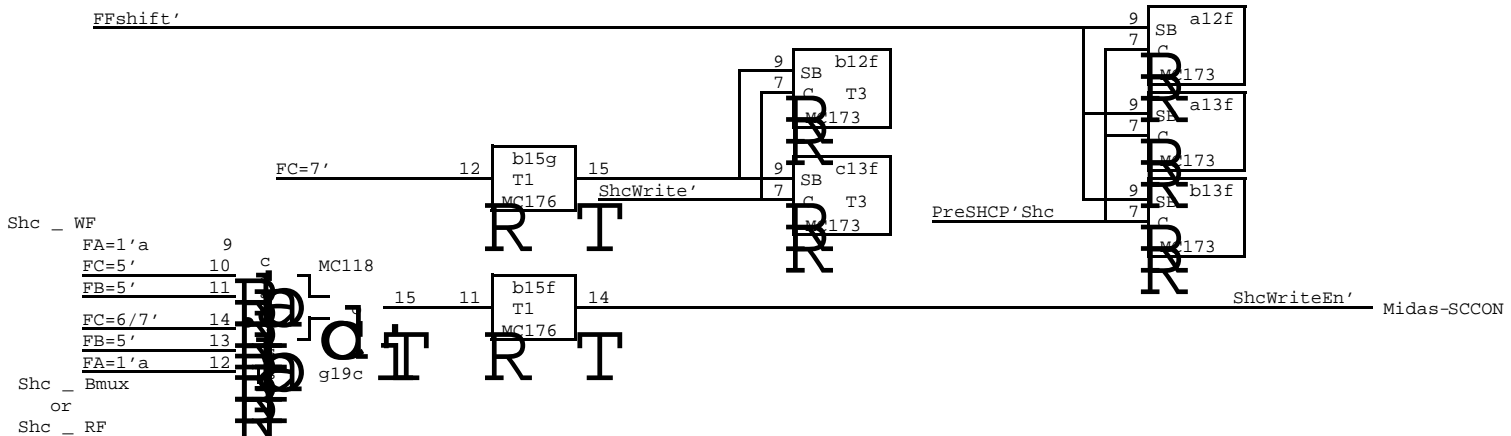 FFshift'
9 SB a12f
7 C
MC173
9 SB b12f
7 C T3
MC173
9 SB a13f
7 C
MC173
FC=7' 12 b15g 15
T1
MC176
R T
9 SB c13f
ShcWrite' 7 C T3
MC173
9 SB b13f
PreSHCP'Shc 7 C
MC173
Shc _ WF
FA=1'a 9
FC=5' 10
FB=5' 11
MC118
FC=6/7' 14
FB=5' 13
FA=1'a 12
g19c
15 11 b15f 14
T1
MC176
R T
ShcWriteEn' Midas-SCCON
Shc _ Bmux
or
Shc _ RF